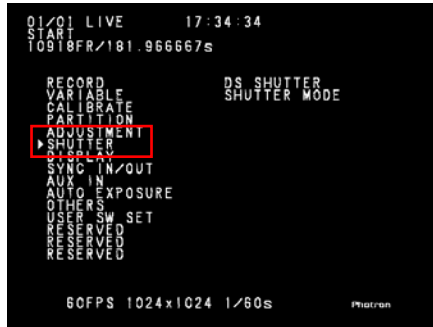 01/01 LIVE 17:34:34
START
10918FR/181.966667s
RECORD DS SHUTTER
VARIABLE SHUTTER MODE
CALIBRATE
PARTITION
ADJUSTMENT
▶SHUTTER
DISPLAY
SYNC IN/OUT
AUX IN
AUTO EXPOSURE
OTHERS
USER SW SET
RESERVED
RESERVED
RESERVED
60FPS 1024x1024 1/60s Photron